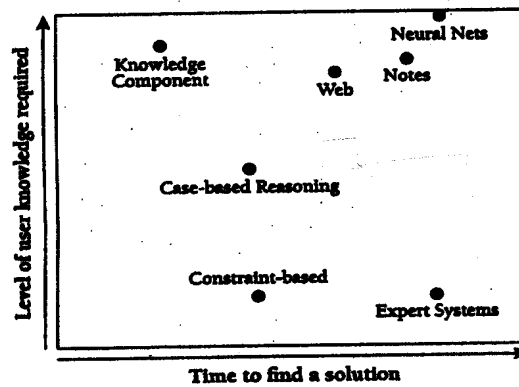 Neural Nets
Knowledge
Component
Notes
Web
Case-based Reasoning
Constraint-based
Expert Systems
Level of user knowledge required
Time to find a solution